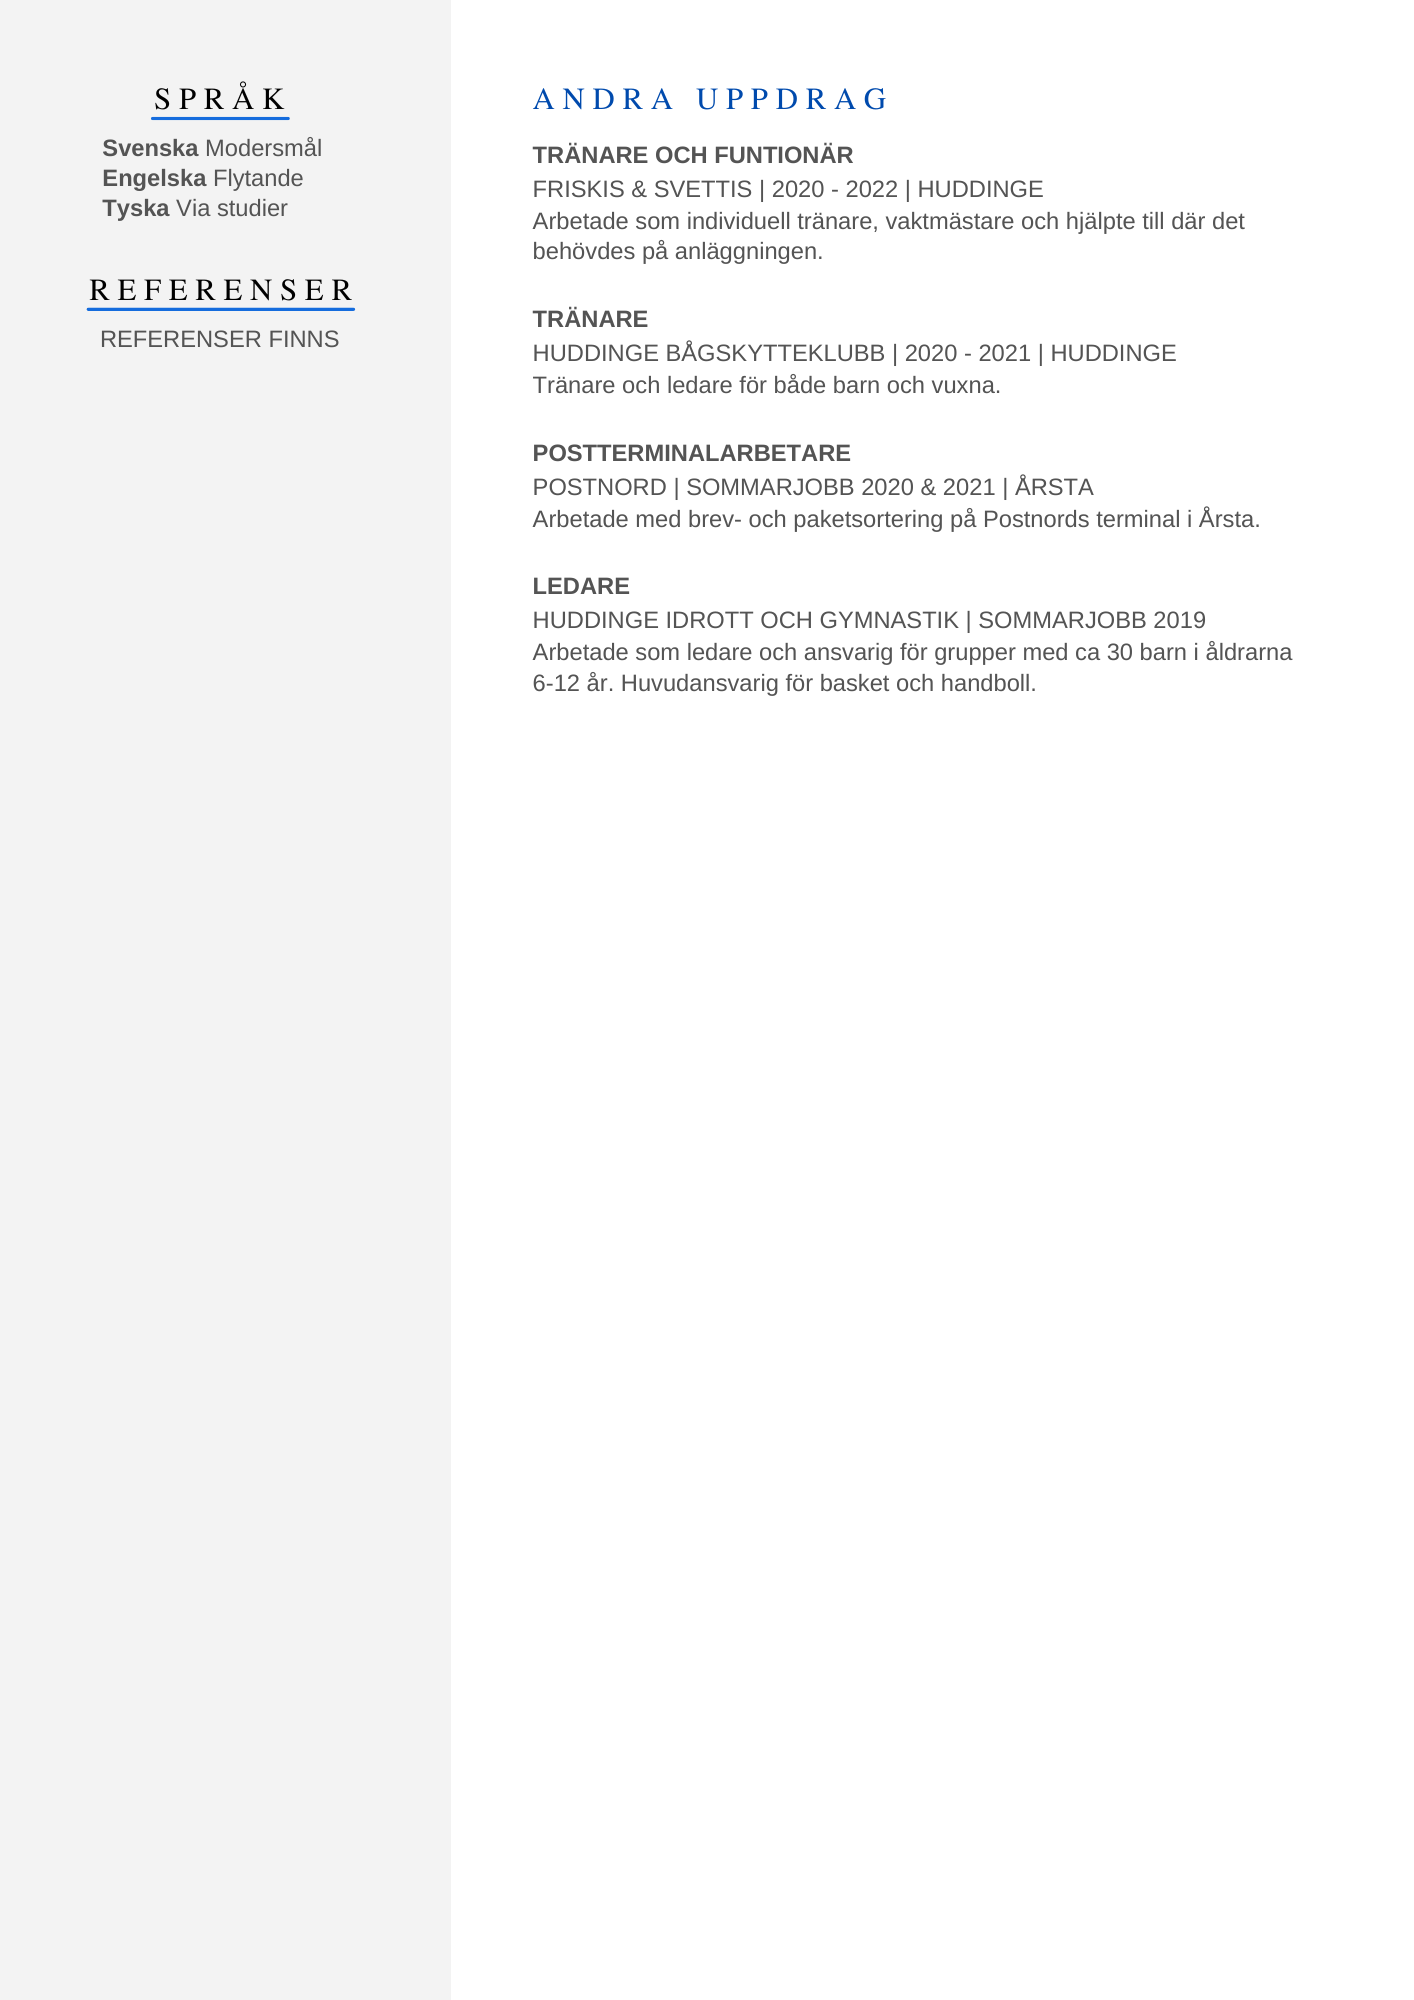 SPRÅK
Svenska Modersmål
Engelska Flytande
Tyska Via studier
REFERENSER
REFERENSER FINNS
ANDRA UPPDRAG
TRÄNARE OCH FUNTIONÄR
FRISKIS & SVETTIS | 2020 - 2022 | HUDDINGE
Arbetade som individuell tränare, vaktmästare och hjälpte till där det
behövdes på anläggningen.
TRÄNARE
HUDDINGE BÅGSKYTTEKLUBB | 2020 - 2021 | HUDDINGE
Tränare och ledare för både barn och vuxna.
POSTTERMINALARBETARE
POSTNORD | SOMMARJOBB 2020 & 2021 | ÅRSTA
Arbetade med brev- och paketsortering på Postnords terminal i Årsta.
LEDARE
HUDDINGE IDROTT OCH GYMNASTIK | SOMMARJOBB 2019
Arbetade som ledare och ansvarig för grupper med ca 30 barn i åldrarna
6-12 år. Huvudansvarig för basket och handboll.